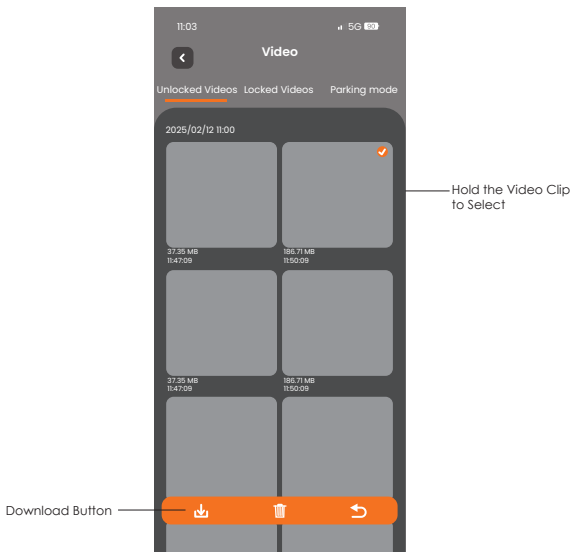 11:03
5G 90
Video
Unlocked Videos Locked Videos Parking mode
2025/02/12 11:00
Hold the Video Clip
to Select
37.35 MB
11:47:09
186.71 MB
11:50:09
37.35 MB
11:47:09
186.71 MB
11:50:09
Download Button